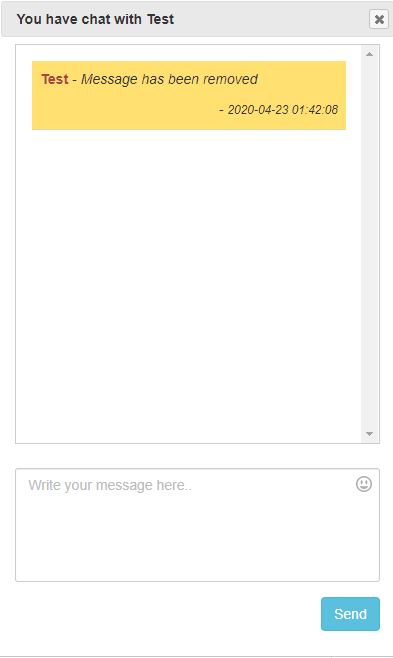 You have chat with Test
Test - Message has been removed
- 2020-04-23 01:42:08
Write your message here..
Send